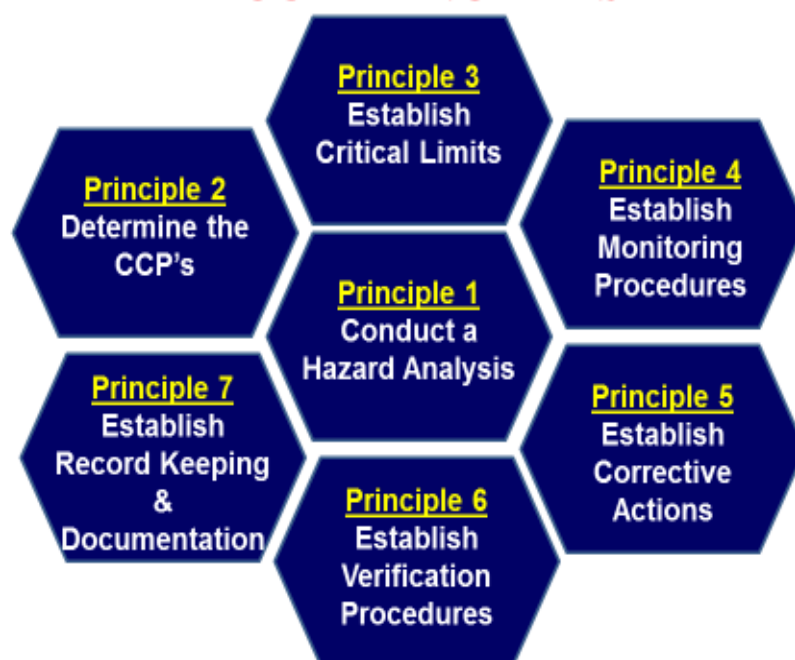 Principle 3
Establish
Critical Limits
Principle 2
Determine the
CCP's
Principle 4
Establish
Monitoring
Procedures
Principle 1
Conduct a
Hazard Analysis
Principle 7
Establish
Record Keeping
&
Documentation
Principle 5
Establish
Corrective
Actions
Principle 6
Establish
Verification
Procedures